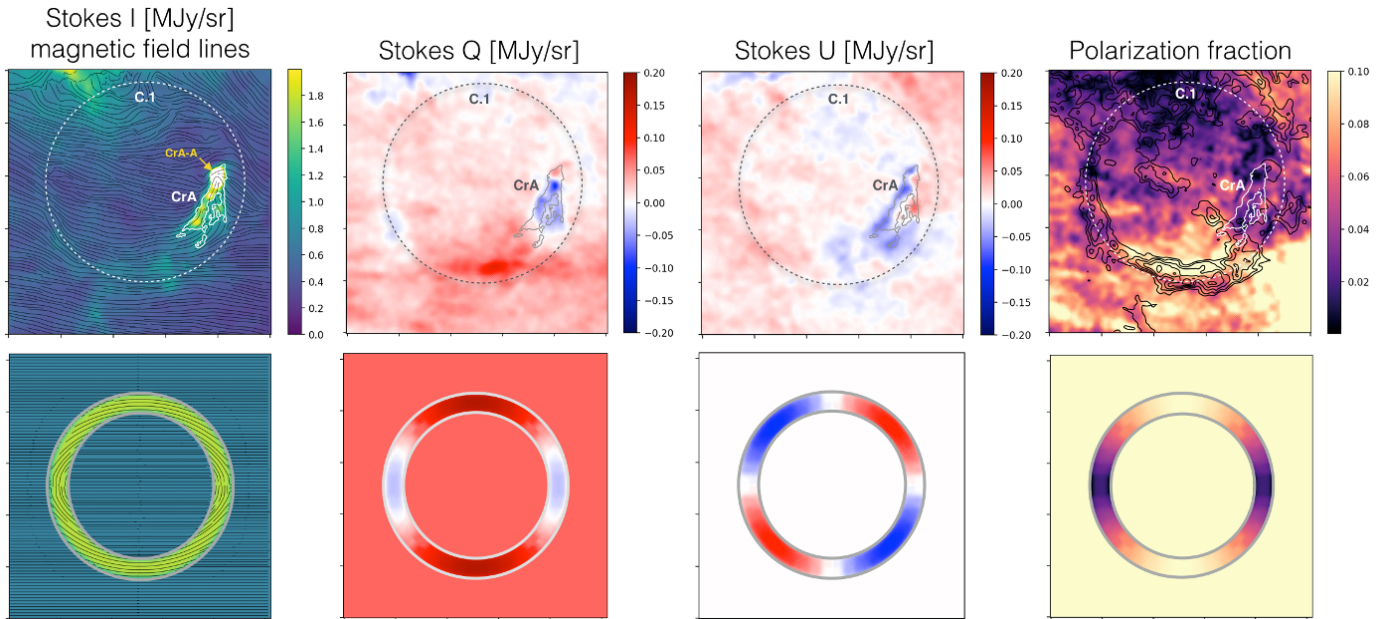 Stokes I [MJy/sr]
magnetic field lines
Stokes Q [MJy/sr]
Stokes U [MJy/sr]
Polarization fraction
C.1
CrA-A
CrA
1.8
1.6
1.4
1.2
1.0
0.8
0.6
0.4
0.2
0.0
C.1
CrA
0.20
0.15
0.10
0.05
0.00
−0.05
−0.10
−0.15
−0.20
C.1
CrA
0.20
0.15
0.10
0.05
0.00
−0.05
−0.10
−0.15
−0.20
C.1
CrA
0.10
0.08
0.06
0.04
0.02